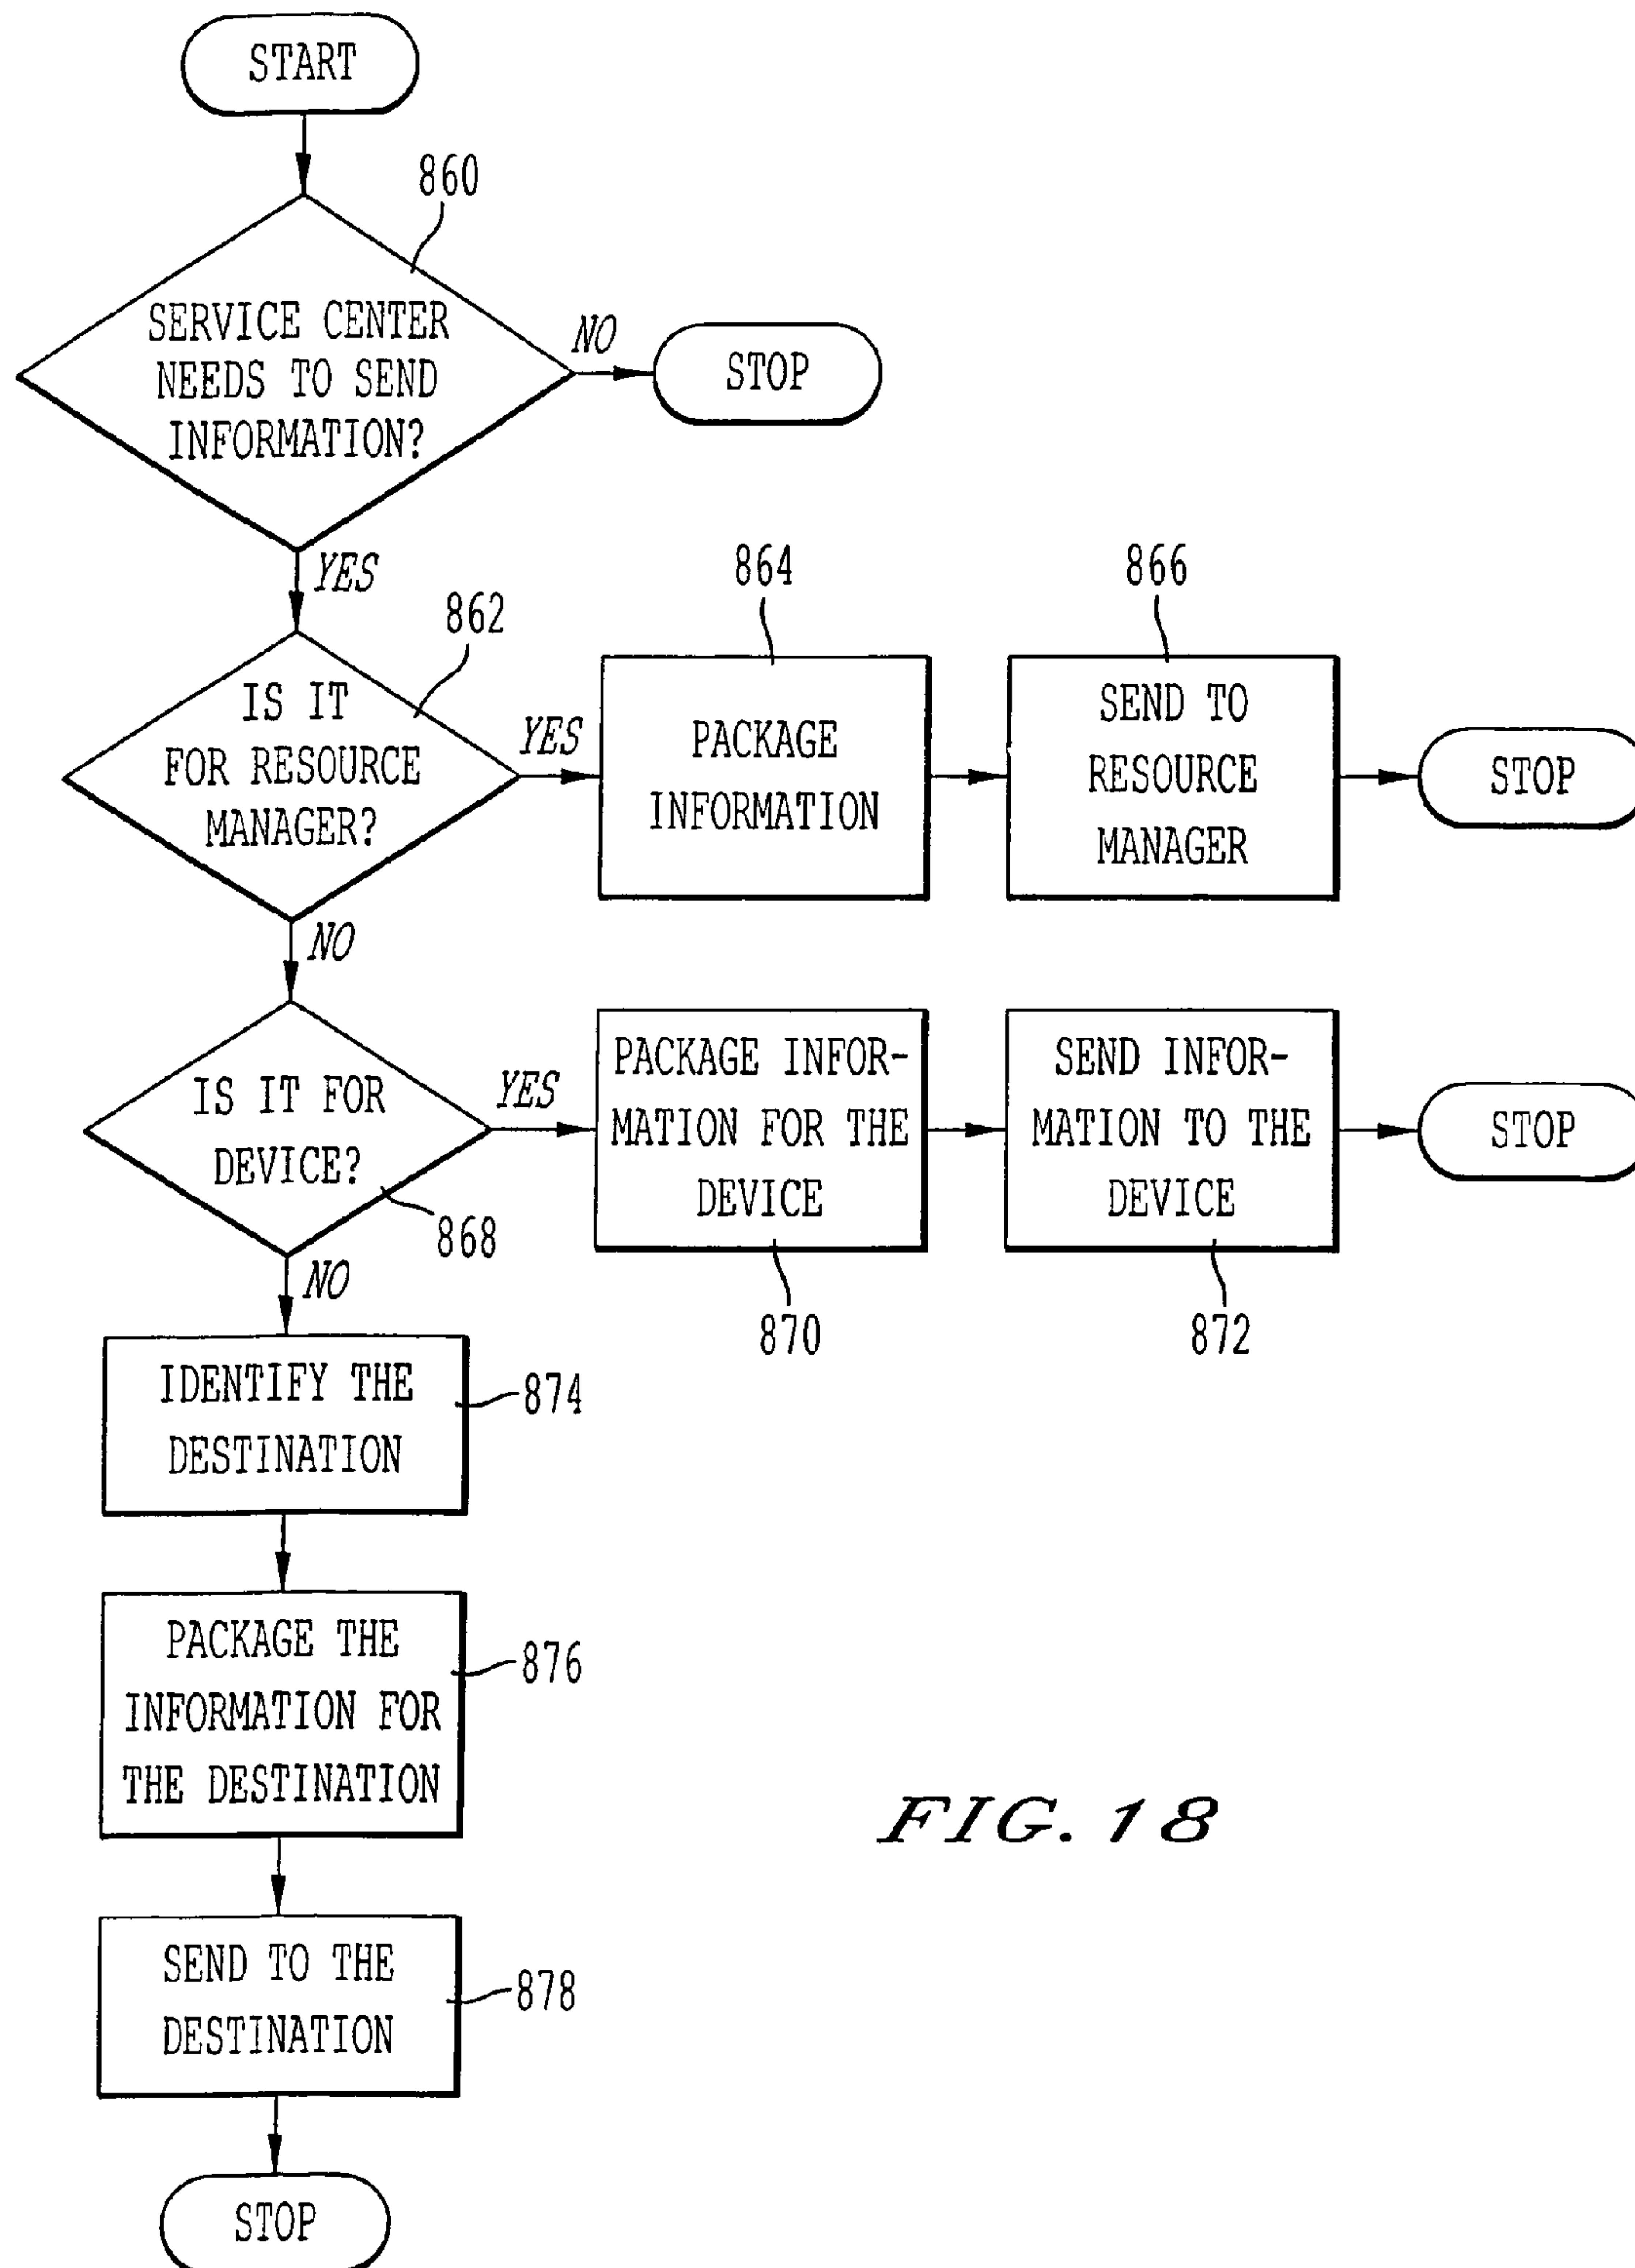 START
860
SERVICE CENTER
NEEDS TO SEND
INFORMATION?
NO
STOP
YES
862
IS IT
FOR RESOURCE
MANAGER?
YES
864
PACKAGE
INFORMATION
866
SEND TO
RESOURCE
MANAGER
STOP
NO
IS IT FOR
DEVICE?
868
YES
PACKAGE INFOR-
MATION FOR THE
DEVICE
870
SEND INFOR-
MATION TO THE
DEVICE
872
STOP
NO
IDENTIFY THE
DESTINATION
874
PACKAGE THE
INFORMATION FOR
THE DESTINATION
876
SEND TO THE
DESTINATION
878
STOP
FIG. 18